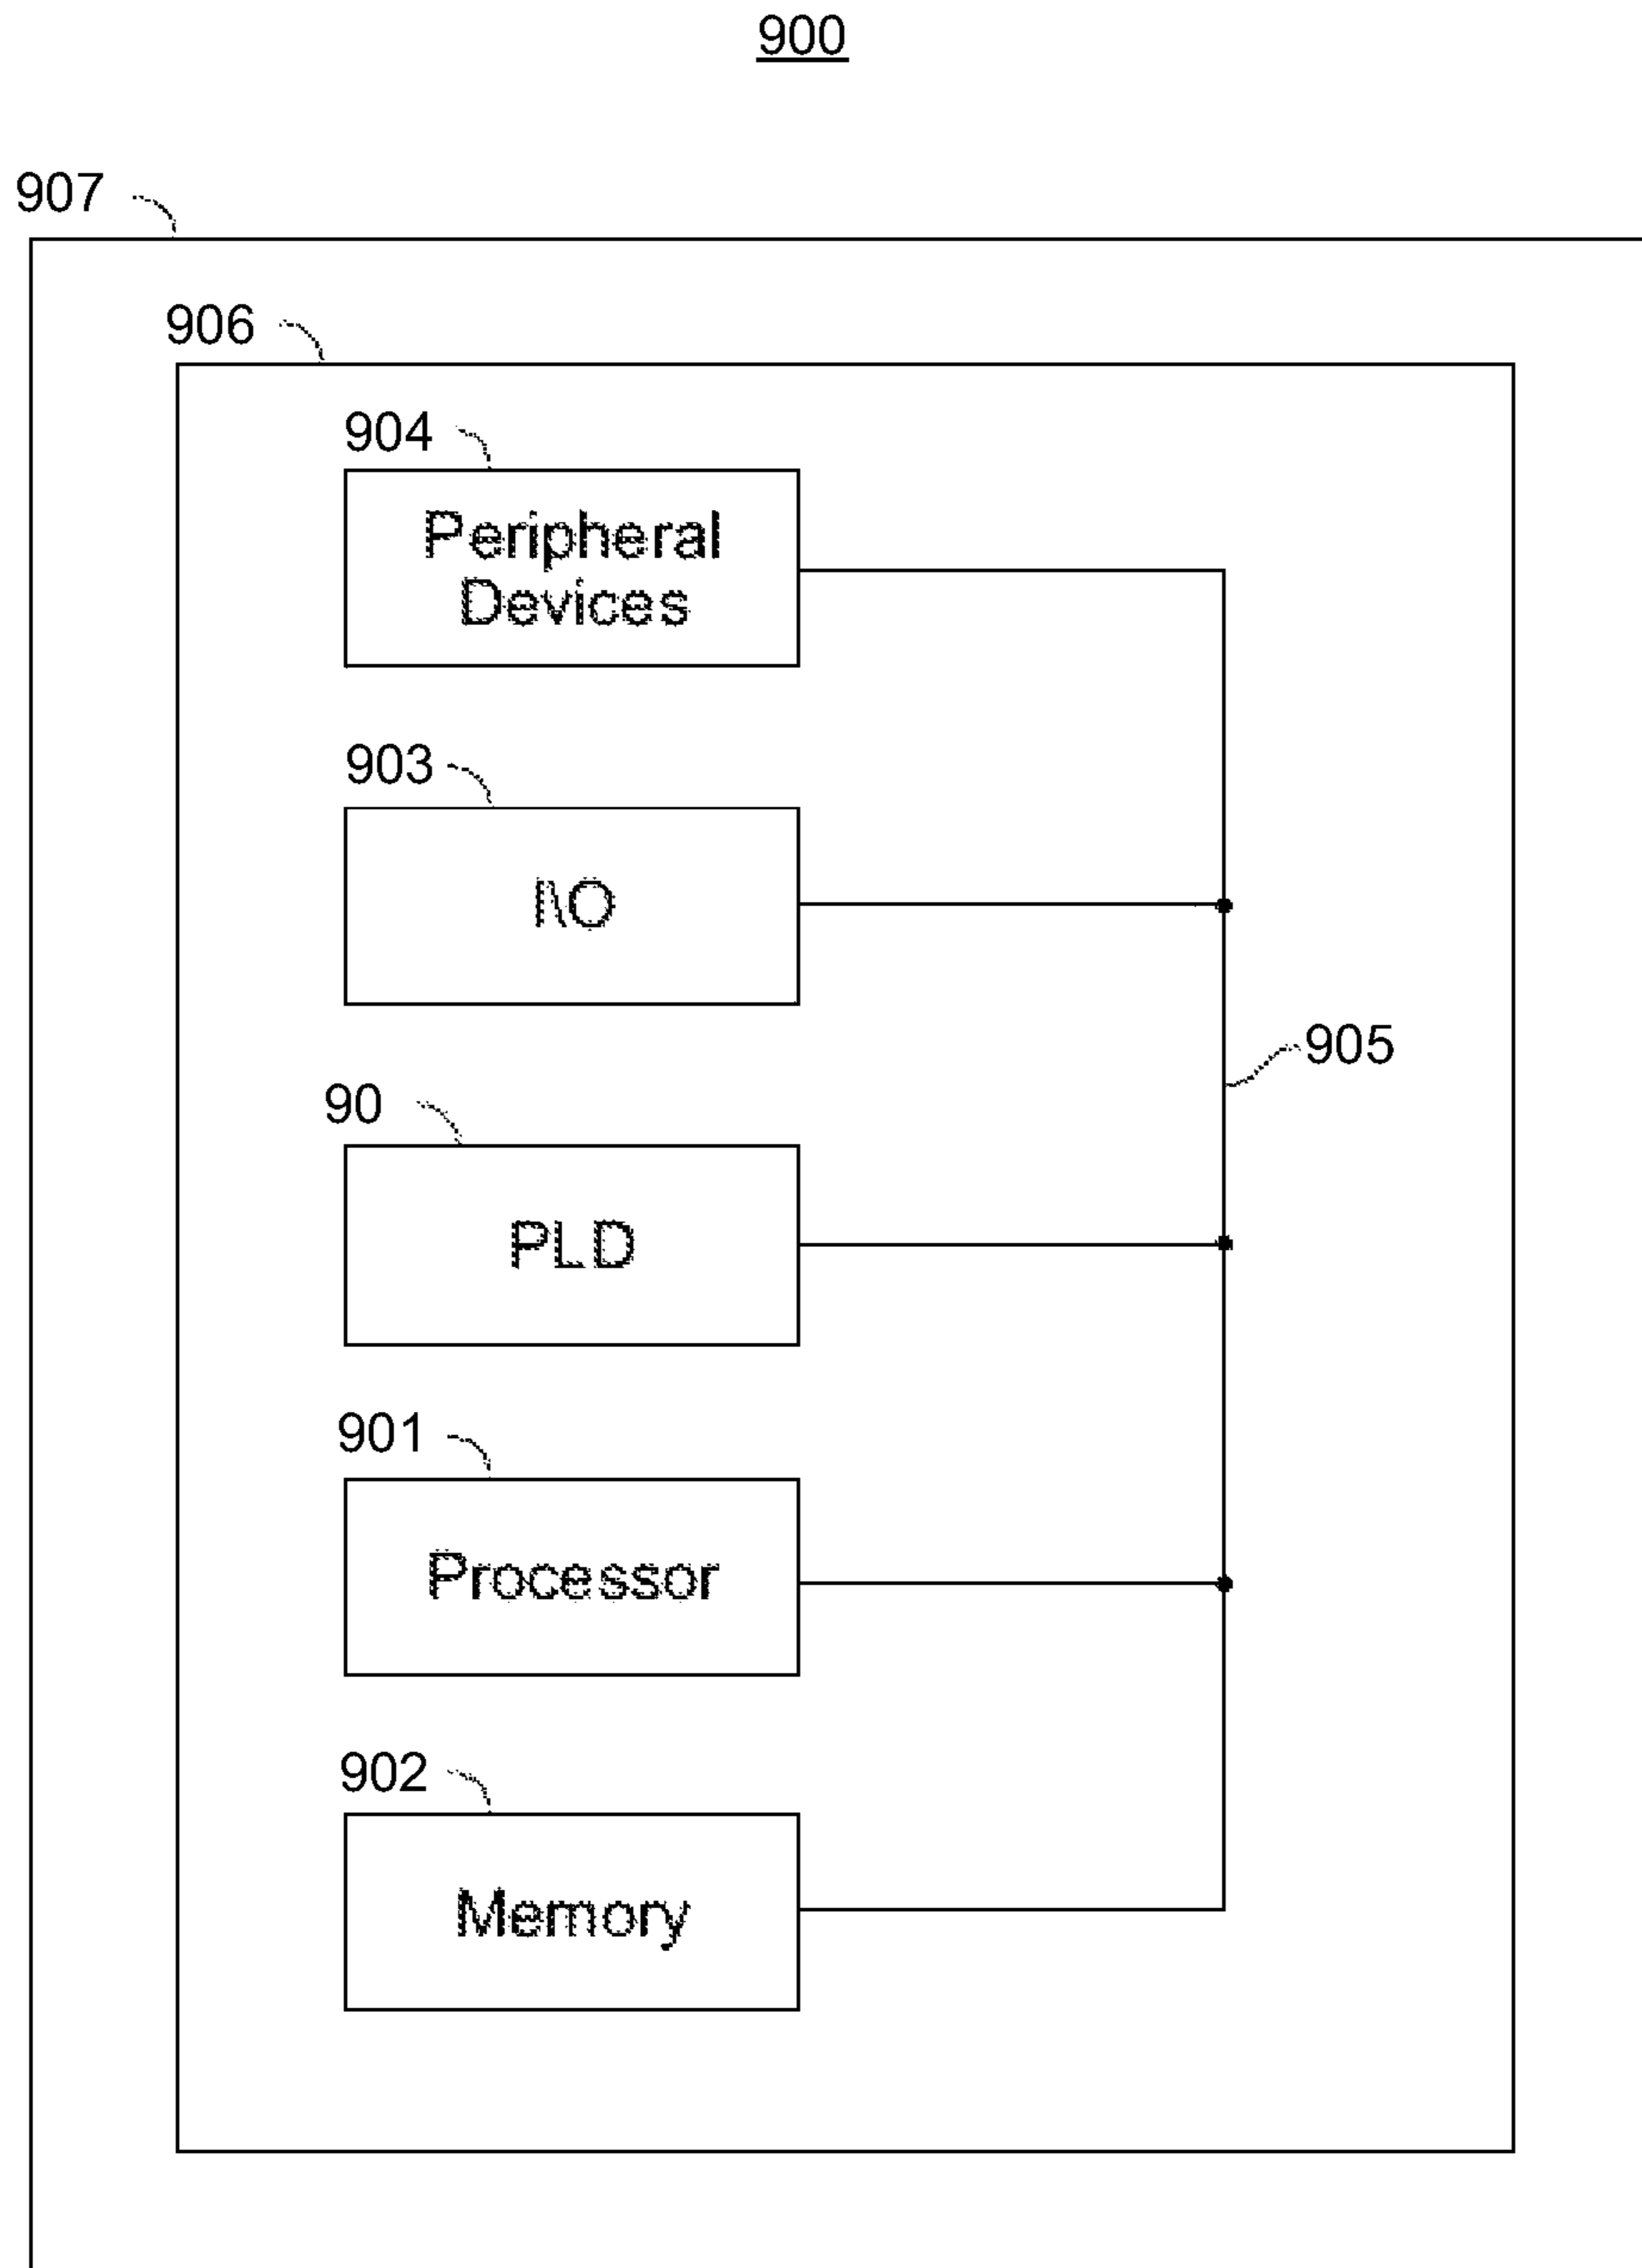 900
907
906
904
Peripheral
Devices
903
I\O
905
90
PLD
901
Processor
902
Memory